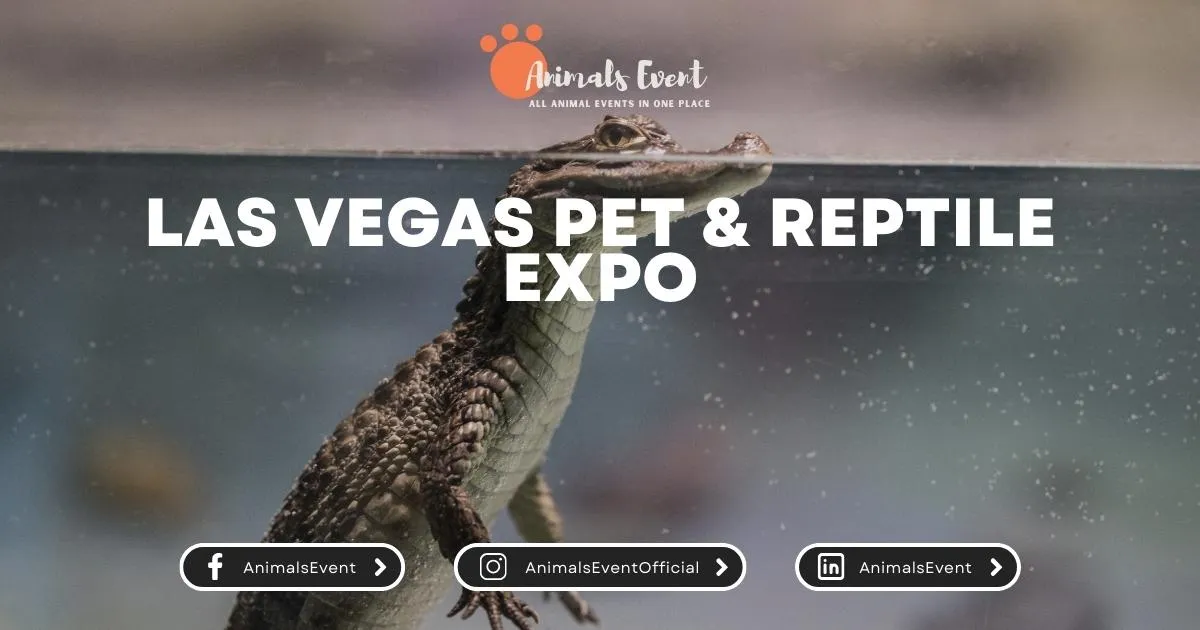 Animals Event
ALL ANIMAL EVENTS IN ONE PLACE
LAS VEGAS PET & REPTILE
EXPO
AnimalsEvent
AnimalsEventOfficial
AnimalsEvent